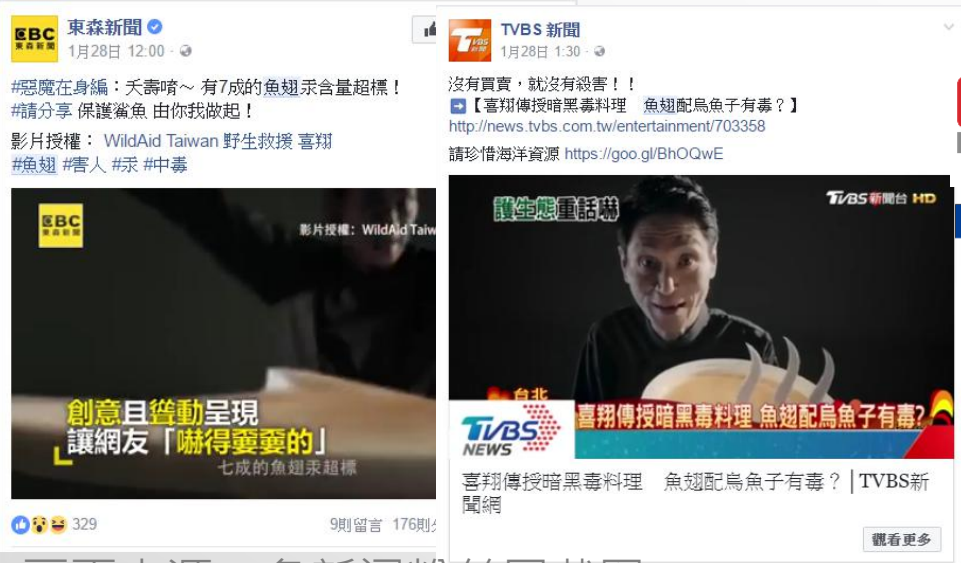 EBC
東森新聞
東森新聞
1月28日 12:00
#惡魔在身編：夭壽唷～ 有7成的魚翅汞含量超標！
#請分享 保護鯊魚 由你我做起！
影片授權： WildAid Taiwan 野生救援 喜翔
#魚翅 #害人 #汞 #中毒
EBC
東森新聞
影片授權：WildAid Taiw
創意且聳動呈現
讓網友「嚇得要要的」
七成的魚翅汞超標
329
9則留言 176則
TVBS
新聞
TVBS 新聞
1月28日 1:30
沒有買賣，就沒有殺害！！
【喜翔傳授暗黑毒料理 魚翅配烏魚子有毒？】
http://news.tvbs.com.tw/entertainment/703358
請珍惜海洋資源 https://goo.gl/BhOQwE
護生態重話嚇
TVBS新聞台 HD
台北
喜翔傳授暗黑毒料理 魚翅配烏魚子有毒?
TVBS
NEWS
喜翔傳授暗黑毒料理 魚翅配烏魚子有毒？│TVBS新
聞網
觀看更多